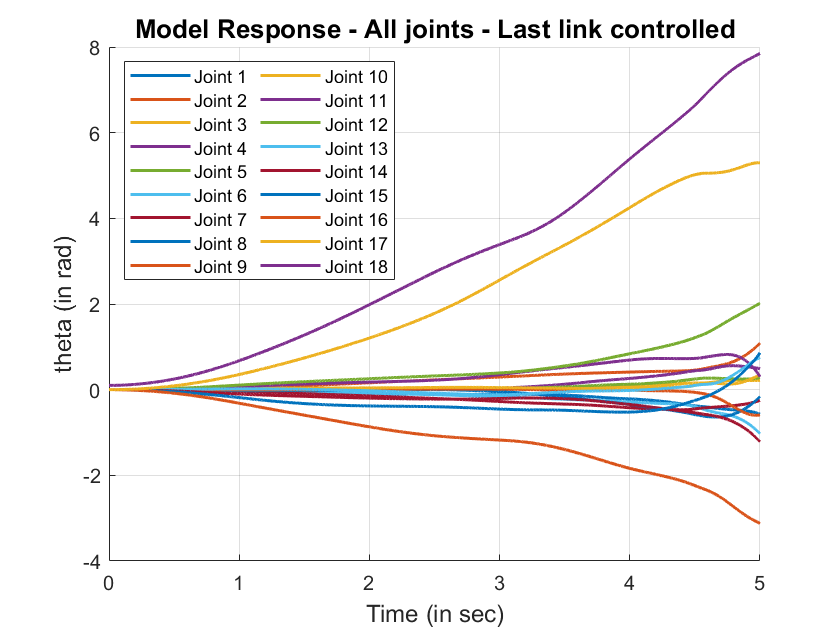 Model Response - All joints - Last link controlled
theta (in rad)
8
6
4
2
0
-2
-4
Joint 1
Joint 2
Joint 3
Joint 4
Joint 5
Joint 6
Joint 7
Joint 8
Joint 9
Joint 10
Joint 11
Joint 12
Joint 13
Joint 14
Joint 15
Joint 16
Joint 17
Joint 18
0 1 2 3 4 5
Time (in sec)